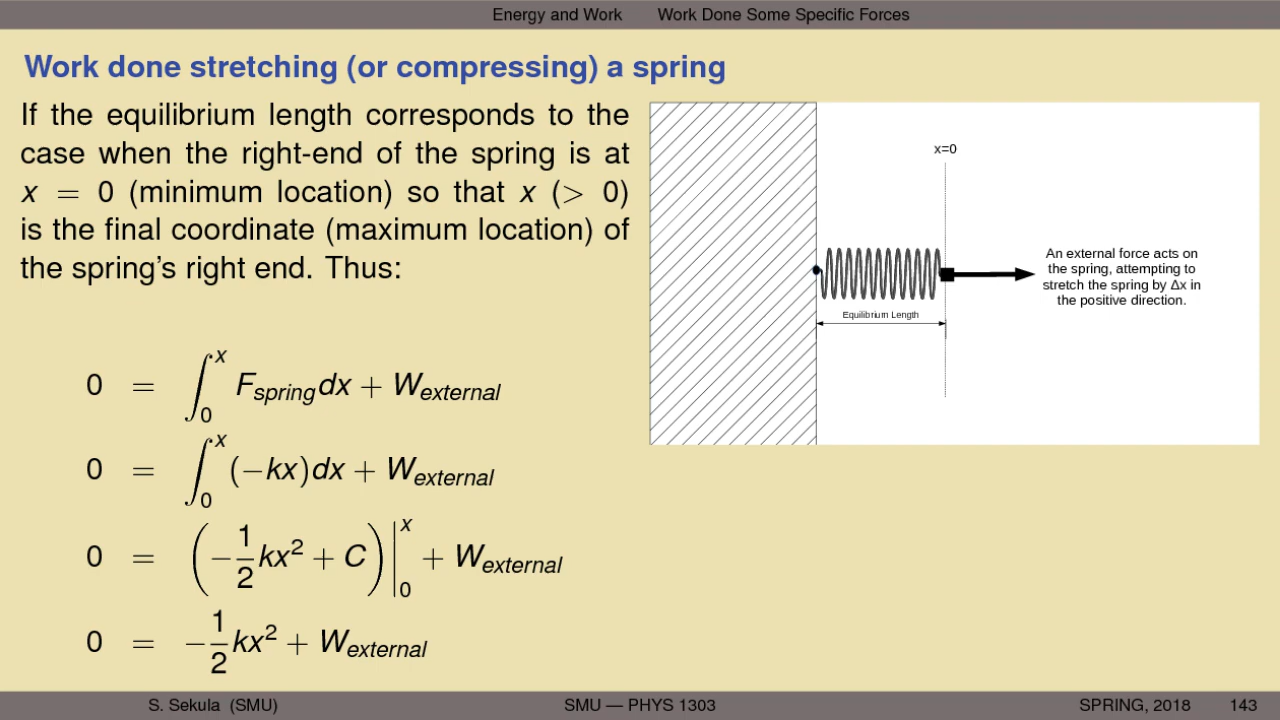 Energy and Work Work Done Some Specific Forces
Work done stretching (or compressing) a spring
If the equilibrium length corresponds to the
case when the right-end of the spring is at
x = 0 (minimum location) so that x (> 0)
is the final coordinate (maximum location) of
the spring's right end. Thus:
0 = ∫₀ˣ F_spring dx + W_external
0 = ∫₀ˣ (−kx)dx + W_external
0 = (−1/2 kx² + C)|₀ˣ + W_external
0 = −1/2 kx² + W_external
x=0
An external force acts on
the spring, attempting to
stretch the spring by Δx in
the positive direction.
Equilibrium Length
S. Sekula (SMU) SMU — PHYS 1303 SPRING, 2018 143